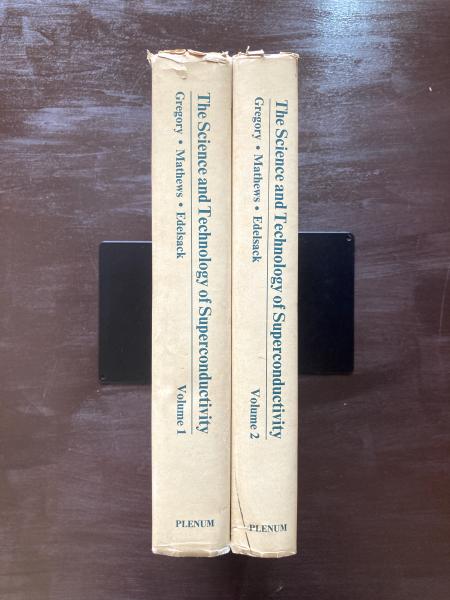 The Science and Technology of Superconductivity
Gregory • Mathews • Edelsack
Volume 1
PLENUM
The Science and Technology of Superconductivity
Gregory • Mathews • Edelsack
Volume 2
PLENUM